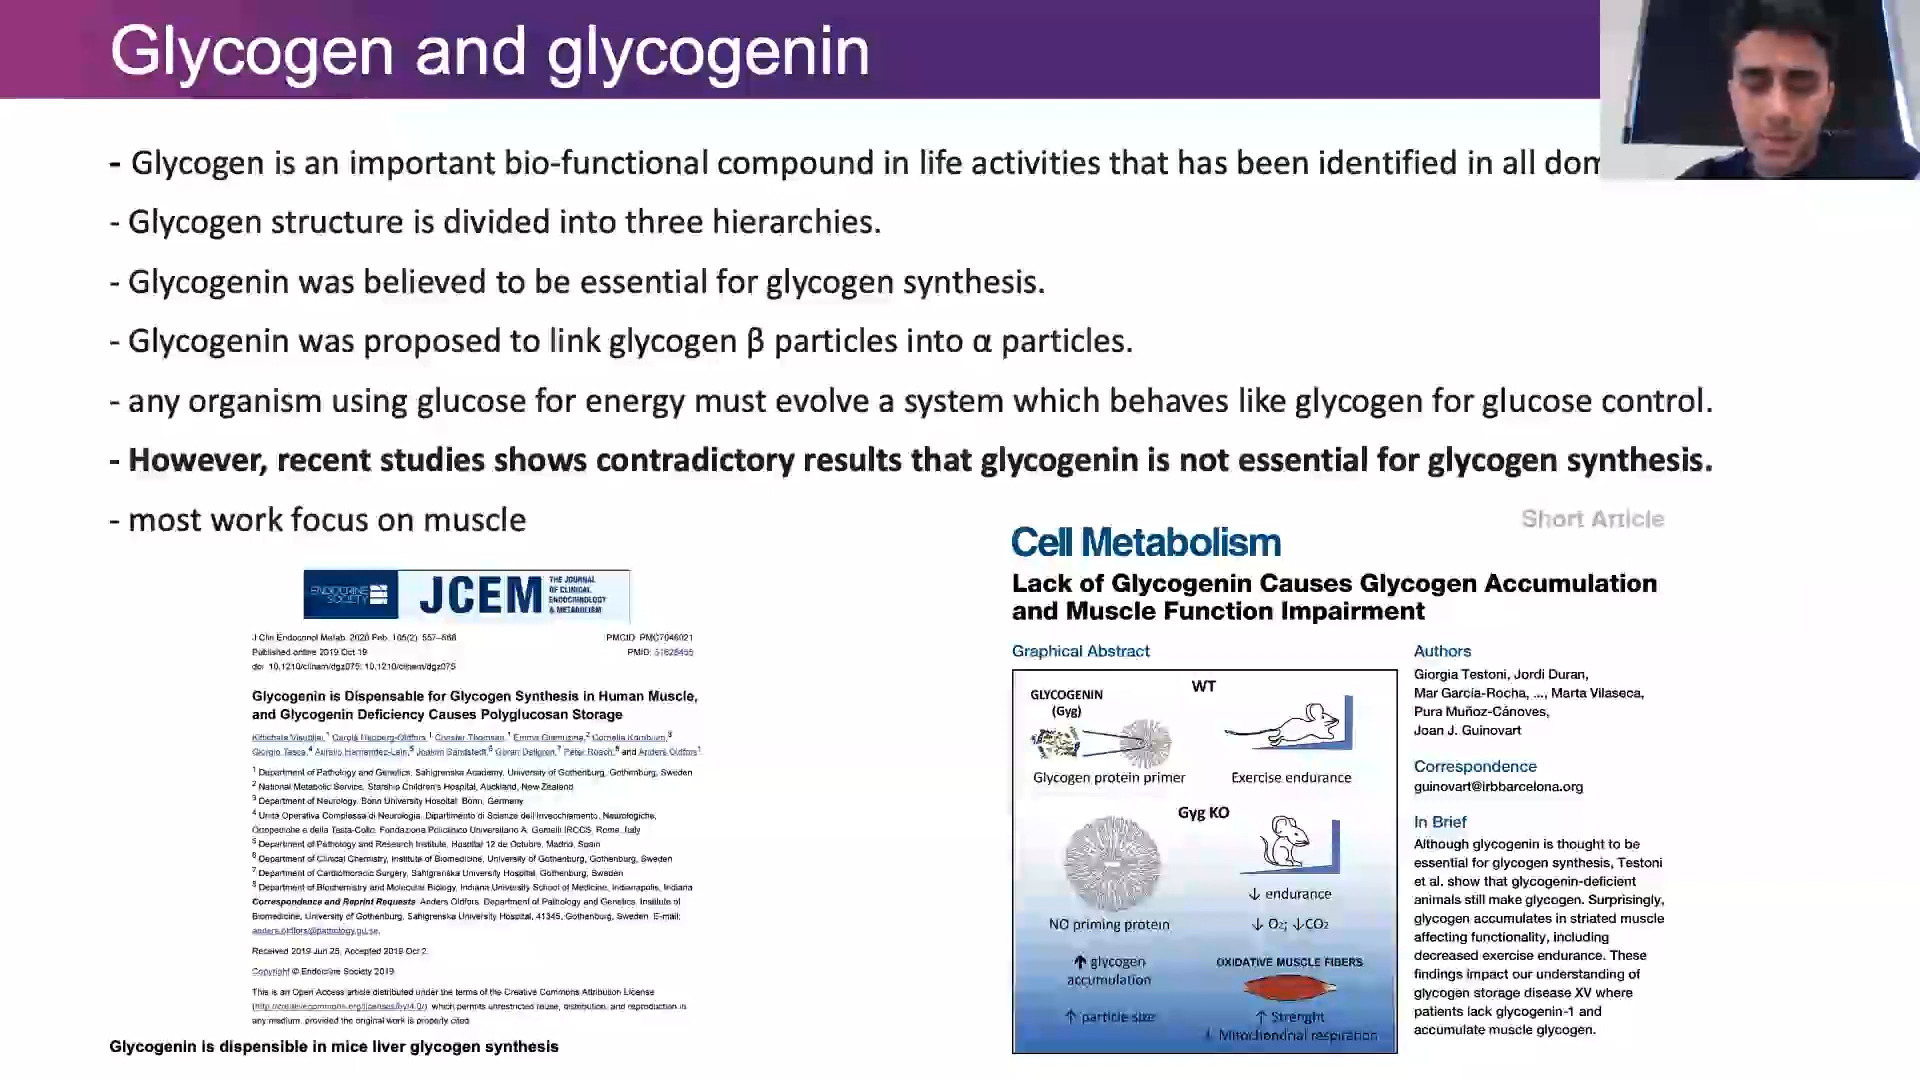 Glycogen and glycogenin
- Glycogen is an important bio-functional compound in life activities that has been identified in all dom
- Glycogen structure is divided into three hierarchies.
- Glycogenin was believed to be essential for glycogen synthesis.
- Glycogenin was proposed to link glycogen β particles into α particles.
- any organism using glucose for energy must evolve a system which behaves like glycogen for glucose control.
- However, recent studies shows contradictory results that glycogenin is not essential for glycogen synthesis.
- most work focus on muscle
ENDOCRINE
SOCIETY
JCEM
THE JOURNAL
OF CLINICAL
ENDOCRINOLOGY
& METABOLISM
J Clin Endocrinol Metab. 2020 Feb; 105(2): 557–566
Published online 2019 Oct 19
doi: 10.1210/clinem/dgz075: 10.1210/clinem/dgz075
PMCID: PMC7046021
PMID:
Glycogenin is Dispensable for Glycogen Synthesis in Human Muscle,
and Glycogenin Deficiency Causes Polyglucosan Storage
and Anders Oldfors
1 Department of Pathology and Genetics, Sahlgrenska Academy, University of Gothenburg, Gothenburg, Sweden
2 National Metabolic Service, Starship Children's Hospital, Auckland, New Zealand
3 Department of Neurology, Bonn University Hospital, Bonn, Germany
4 Unità Operativa Complessa di Neurologia, Dipartimento di Scienze dell'Invecchiamento, Neurologiche,
Ortopediche e della Testa-Collo, Fondazione Policlinico Universitario A. Gemelli IRCCS, Rome, Italy
5 Department of Pathology and Research Institute, Hospital 12 de Octubre, Madrid, Spain
6 Department of Clinical Chemistry, Institute of Biomedicine, University of Gothenburg, Gothenburg, Sweden
7 Department of Cardiothoracic Surgery, Sahlgrenska University Hospital, Gothenburg, Sweden
8 Department of Biochemistry and Molecular Biology, Indiana University School of Medicine, Indianapolis, Indiana
Correspondence and Reprint Requests: Anders Oldfors, Department of Pathology and Genetics, Institute of
Biomedicine, University of Gothenburg, Sahlgrenska University Hospital, 41345, Gothenburg, Sweden. E-mail:
anders.oldfors@pathology.gu.se.
Received 2019 Jun 25; Accepted 2019 Oct 2.
Copyright © Endocrine Society 2019
This is an Open Access article distributed under the terms of the Creative Commons Attribution License
(http://creativecommons.org/licenses/by/4.0/), which permits unrestricted reuse, distribution, and reproduction in
any medium, provided the original work is properly cited.
Glycogenin is dispensible in mice liver glycogen synthesis
Short Article
Cell Metabolism
Lack of Glycogenin Causes Glycogen Accumulation
and Muscle Function Impairment
Graphical Abstract
GLYCOGENIN
(Gyg)
WT
Glycogen protein primer
Exercise endurance
Gyg KO
NO priming protein
↓ endurance
↓ O₂; ↓CO₂
↑ glycogen
accumulation
↑ particle size
OXIDATIVE MUSCLE FIBERS
↑ Strenght
↓ Mitochondrial respiration
Authors
Giorgia Testoni, Jordi Duran,
Mar García-Rocha, ..., Marta Vilaseca,
Pura Muñoz-Cánoves,
Joan J. Guinovart
Correspondence
guinovart@irbbarcelona.org
In Brief
Although glycogenin is thought to be
essential for glycogen synthesis, Testoni
et al. show that glycogenin-deficient
animals still make glycogen. Surprisingly,
glycogen accumulates in striated muscle
affecting functionality, including
decreased exercise endurance. These
findings impact our understanding of
glycogen storage disease XV where
patients lack glycogenin-1 and
accumulate muscle glycogen.